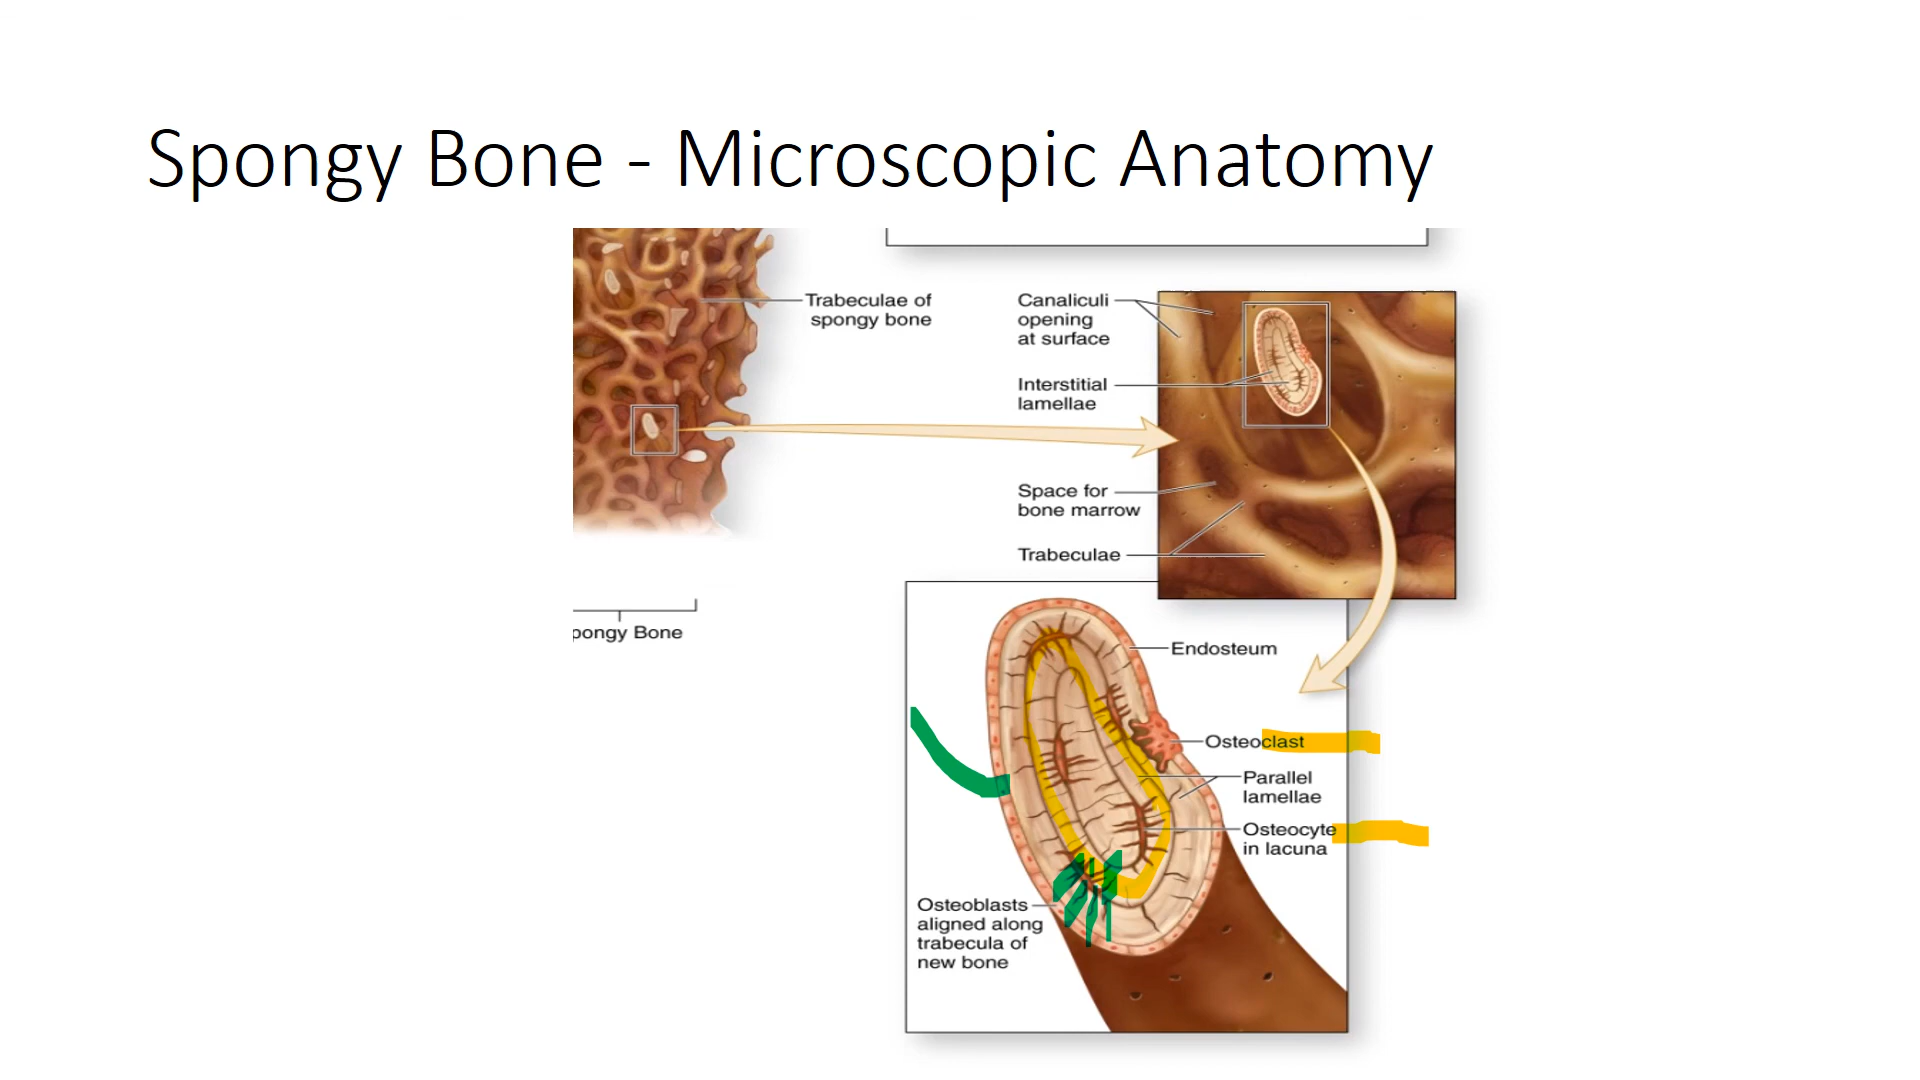 Spongy Bone - Microscopic Anatomy
Trabeculae of
spongy bone
Canaliculi
opening
at surface
Interstitial
lamellae
Space for
bone marrow
Trabeculae
pongy Bone
Endosteum
Osteoclast
Parallel
lamellae
Osteocyte
in lacuna
Osteoblasts
aligned along
trabecula of
new bone